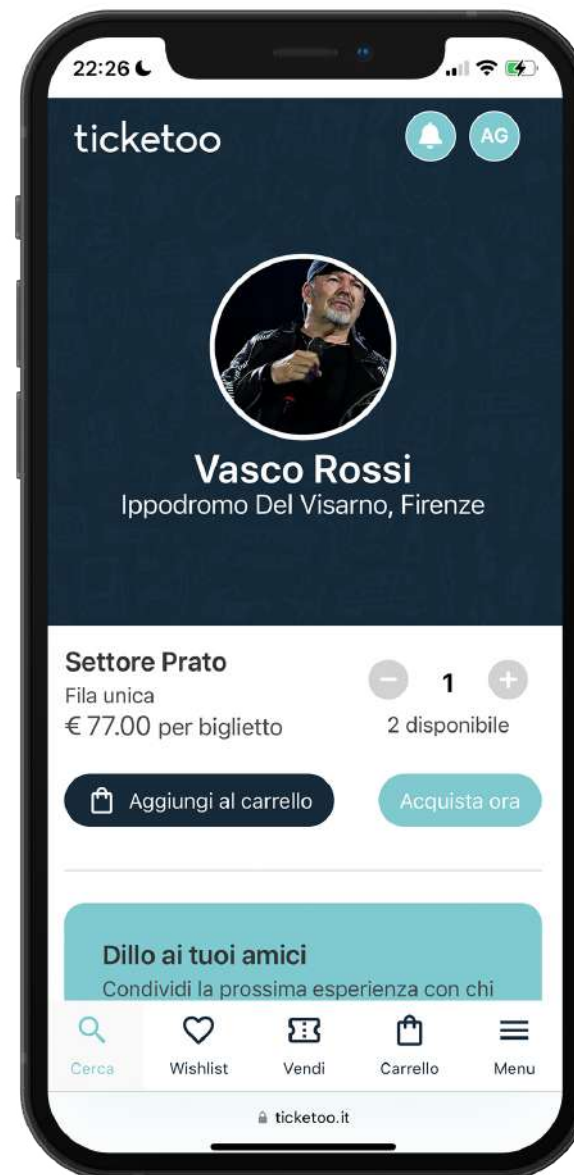 22:26
ticketoo
AG
Vasco Rossi
Ippodromo Del Visarno, Firenze
Settore Prato
Fila unica
€ 77.00 per biglietto
1
2 disponibile
Aggiungi al carrello
Acquista ora
Dillo ai tuoi amici
Condividi la prossima esperienza con chi
Cerca
Wishlist
Vendi
Carrello
Menu
ticketoo.it